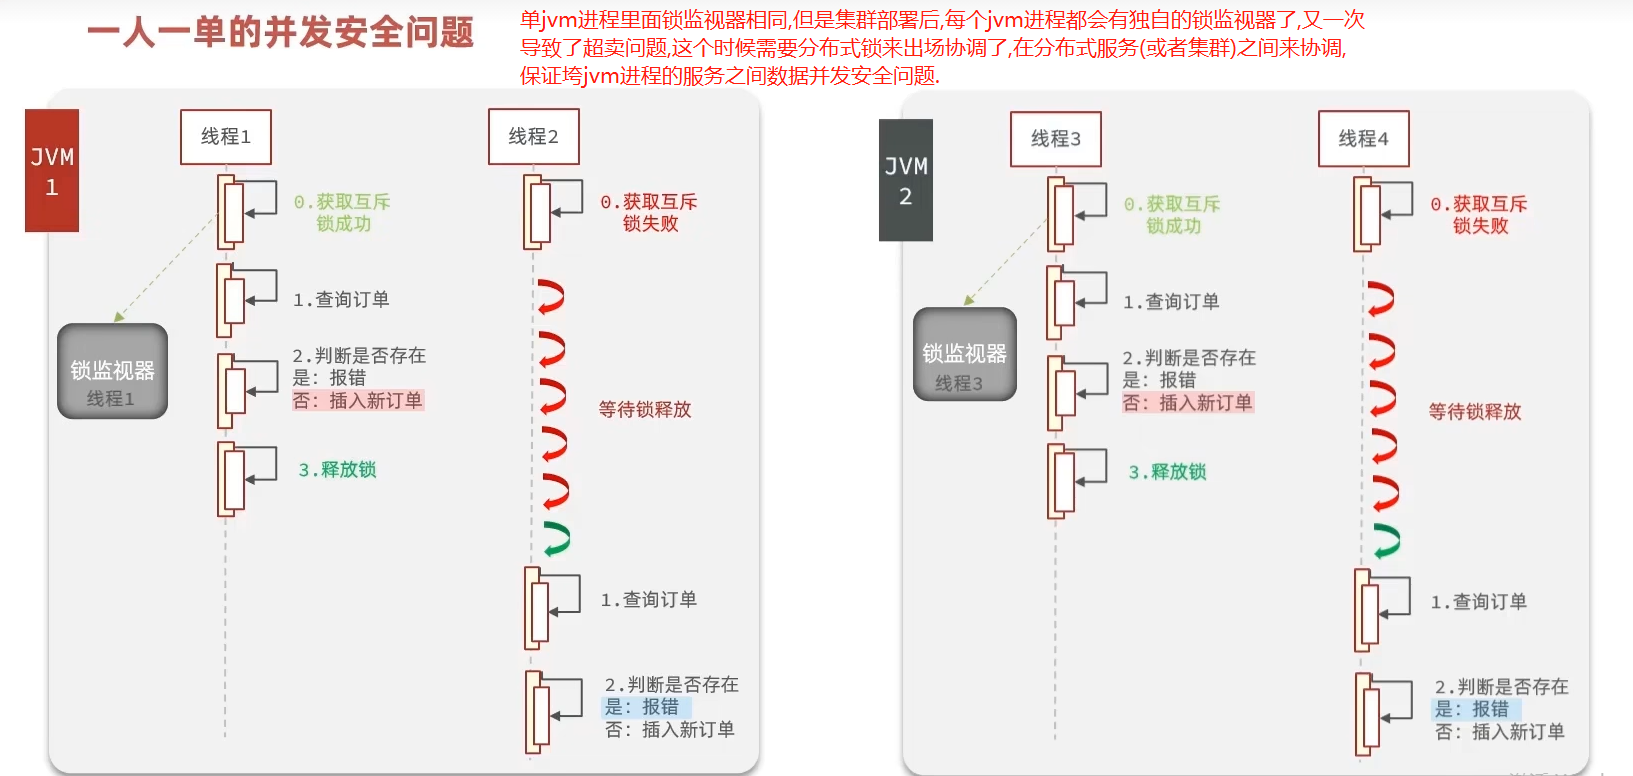 一人一单的并发安全问题
单jvm进程里面锁监视器相同,但是集群部署后,每个jvm进程都会有独自的锁监视器了,又一次
导致了超卖问题,这个时候需要分布式锁来出场协调了,在分布式服务(或者集群)之间来协调,
保证垮jvm进程的服务之间数据并发安全问题.
JVM
1
线程1
0.获取互斥
锁成功
1.查询订单
锁监视器
线程1
2.判断是否存在
是: 报错
否: 插入新订单
3.释放锁
线程2
0.获取互斥
锁失败
等待锁释放
1.查询订单
2.判断是否存在
是: 报错
否: 插入新订单
JVM
2
线程3
0.获取互斥
锁成功
1.查询订单
锁监视器
线程3
2.判断是否存在
是: 报错
否: 插入新订单
3.释放锁
线程4
0.获取互斥
锁失败
等待锁释放
1.查询订单
2.判断是否存在
是: 报错
否: 插入新订单